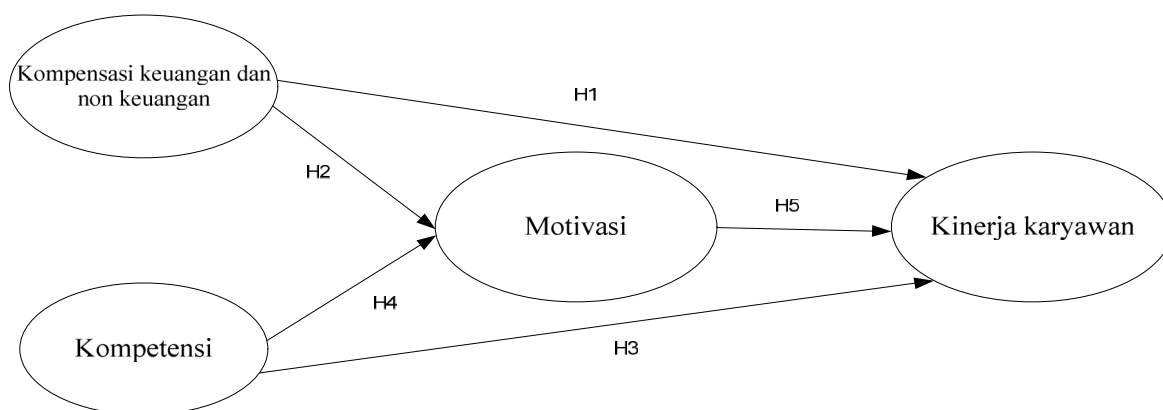 Kompensasi keuangan dan
non keuangan
H1
H2
Motivasi
H5
Kinerja karyawan
H4
Kompetensi
H3